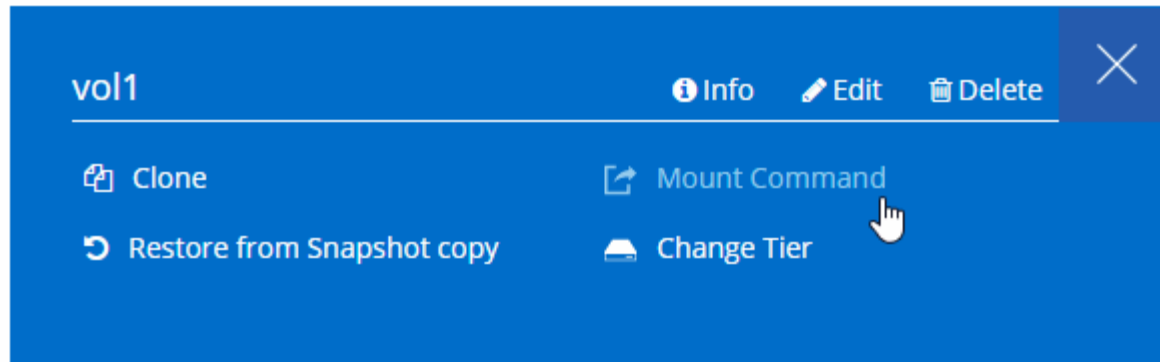 vol1
Info Edit Delete
Clone Mount Command
Restore from Snapshot copy Change Tier